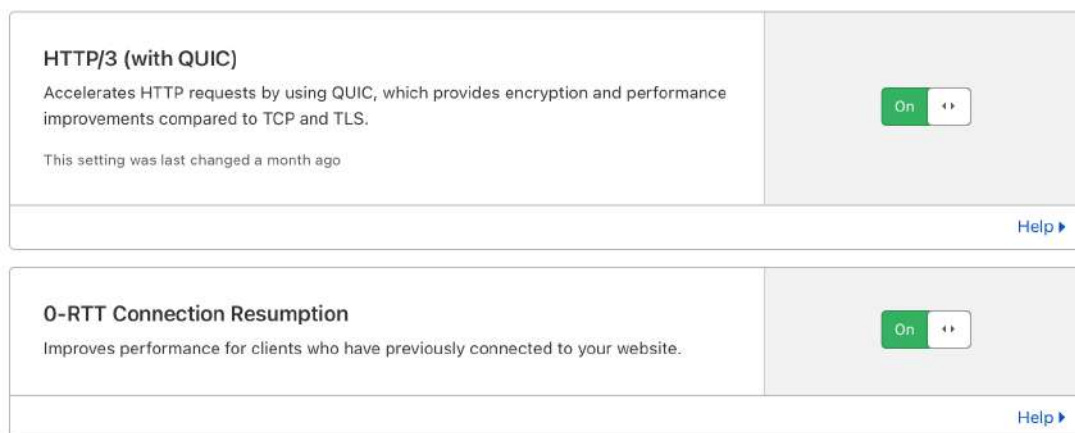 HTTP/3 (with QUIC)
Accelerates HTTP requests by using QUIC, which provides encryption and performance
improvements compared to TCP and TLS.
This setting was last changed a month ago
On
Help
0-RTT Connection Resumption
Improves performance for clients who have previously connected to your website.
On
Help